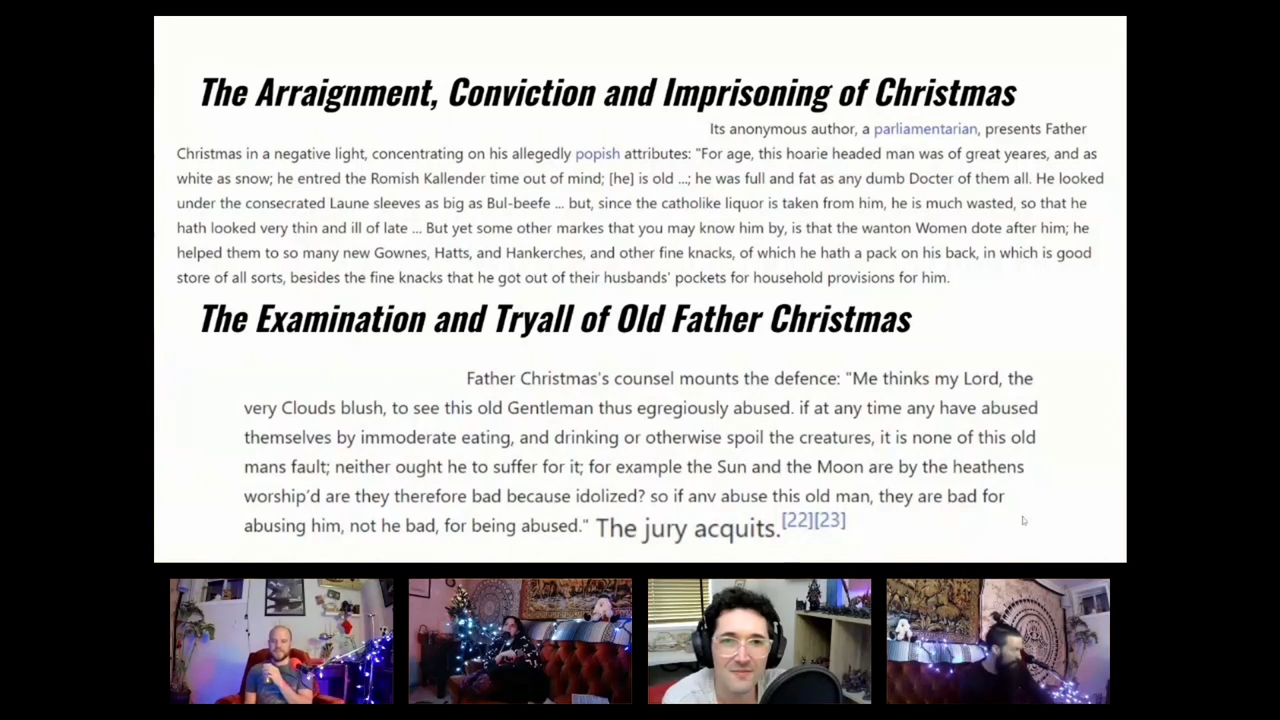 The Arraignment, Conviction and Imprisoning of Christmas
Its anonymous author, a parliamentarian, presents Father
Christmas in a negative light, concentrating on his allegedly popish attributes: "For age, this hoarie headed man was of great yeares, and as
white as snow; he entred the Romish Kallender time out of mind; [he] is old ...; he was full and fat as any dumb Docter of them all. He looked
under the consecrated Laune sleeves as big as Bul-beefe ... but, since the catholike liquor is taken from him, he is much wasted, so that he
hath looked very thin and ill of late ... But yet some other markes that you may know him by, is that the wanton Women dote after him; he
helped them to so many new Gownes, Hatts, and Hankerches, and other fine knacks, of which he hath a pack on his back, in which is good
store of all sorts, besides the fine knacks that he got out of their husbands' pockets for household provisions for him.
The Examination and Tryall of Old Father Christmas
Father Christmas's counsel mounts the defence: "Me thinks my Lord, the
very Clouds blush, to see this old Gentleman thus egregiously abused. if at any time any have abused
themselves by immoderate eating, and drinking or otherwise spoil the creatures, it is none of this old
mans fault; neither ought he to suffer for it; for example the Sun and the Moon are by the heathens
worship'd are they therefore bad because idolized? so if any abuse this old man, they are bad for
abusing him, not he bad, for being abused." The jury acquits.[22][23]